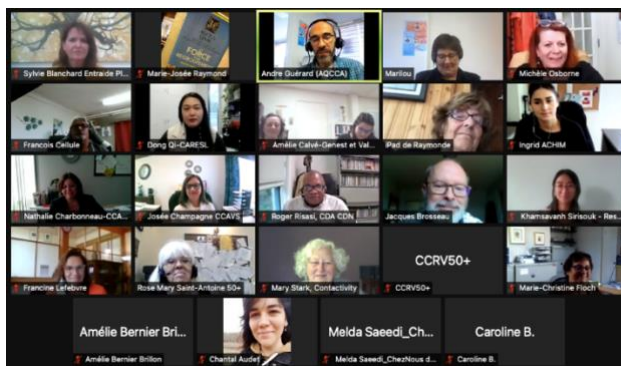 Sylvie Blanchard Entraide Pl...
FORCE
Marie-Josée Raymond
Andre Guérard (AQCCA)
Marilou
Michèle Osborne
Francois Cellule
Dong Qi-CARESL
Amélie Calvé-Genest et Val...
iPad de Raymonde
Ingrid ACHIM
Nathalie Charbonneau-CCA...
Josée Champagne CCAVS
Roger Risasi, CDA CDN
Jacques Brosseau
Khamsavanh Sirisouk - Res...
Francine Lefebvre
Rose Mary Saint-Antoine 50+
Mary Stark, Contactivity
CCRV50+
CCRV50+
Marie-Christine Floch
Amélie Bernier Bri...
Amélie Bernier Brillon
Chantal Audet
Melda Saeedi_Ch...
Melda Saeedi_ChezNous d...
Caroline B.
Caroline B.